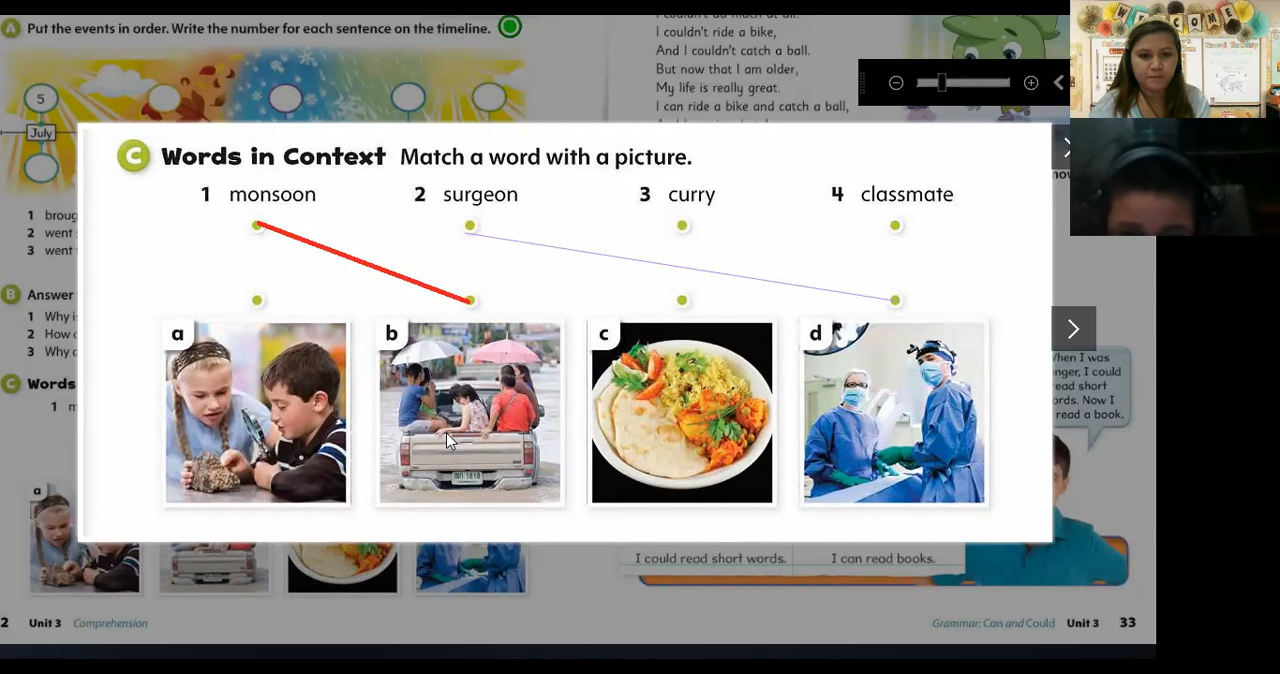 A Put the events in order. Write the number for each sentence on the timeline.
5
July
1 broug
2 went
3 went
B Answer
1 Why i
2 How
3 Why
C Words
1 m
a
I couldn't ride a bike,
And I couldn't catch a ball.
But now that I am older,
My life is really great.
I can ride a bike and catch a ball,
WELCOME
C Words in Context Match a word with a picture.
1 monsoon 2 surgeon 3 curry 4 classmate
a b c d
When I was
nger, I could
ead short
ords. Now I
read a book.
I could read short words. I can read books.
2 Unit 3 Comprehension
Grammar: Can and Could Unit 3 33